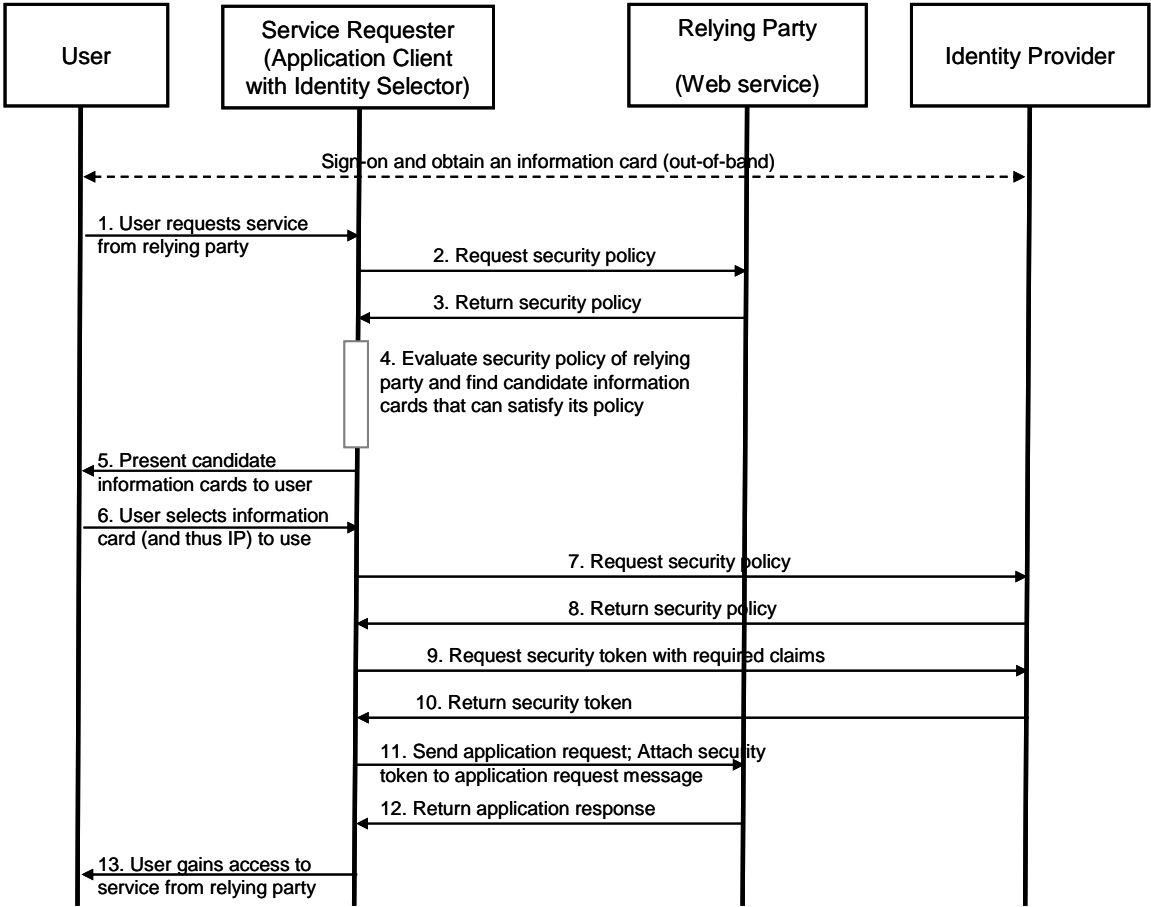 User
Service Requester
(Application Client
with Identity Selector)
Relying Party
(Web service)
Identity Provider
Sign-on and obtain an information card (out-of-band)
1. User requests service
from relying party
2. Request security policy
3. Return security policy
4. Evaluate security policy of relying
party and find candidate information
cards that can satisfy its policy
5. Present candidate
information cards to user
6. User selects information
card (and thus IP) to use
7. Request security policy
8. Return security policy
9. Request security token with required claims
10. Return security token
11. Send application request; Attach security
token to application request message
12. Return application response
13. User gains access to
service from relying party